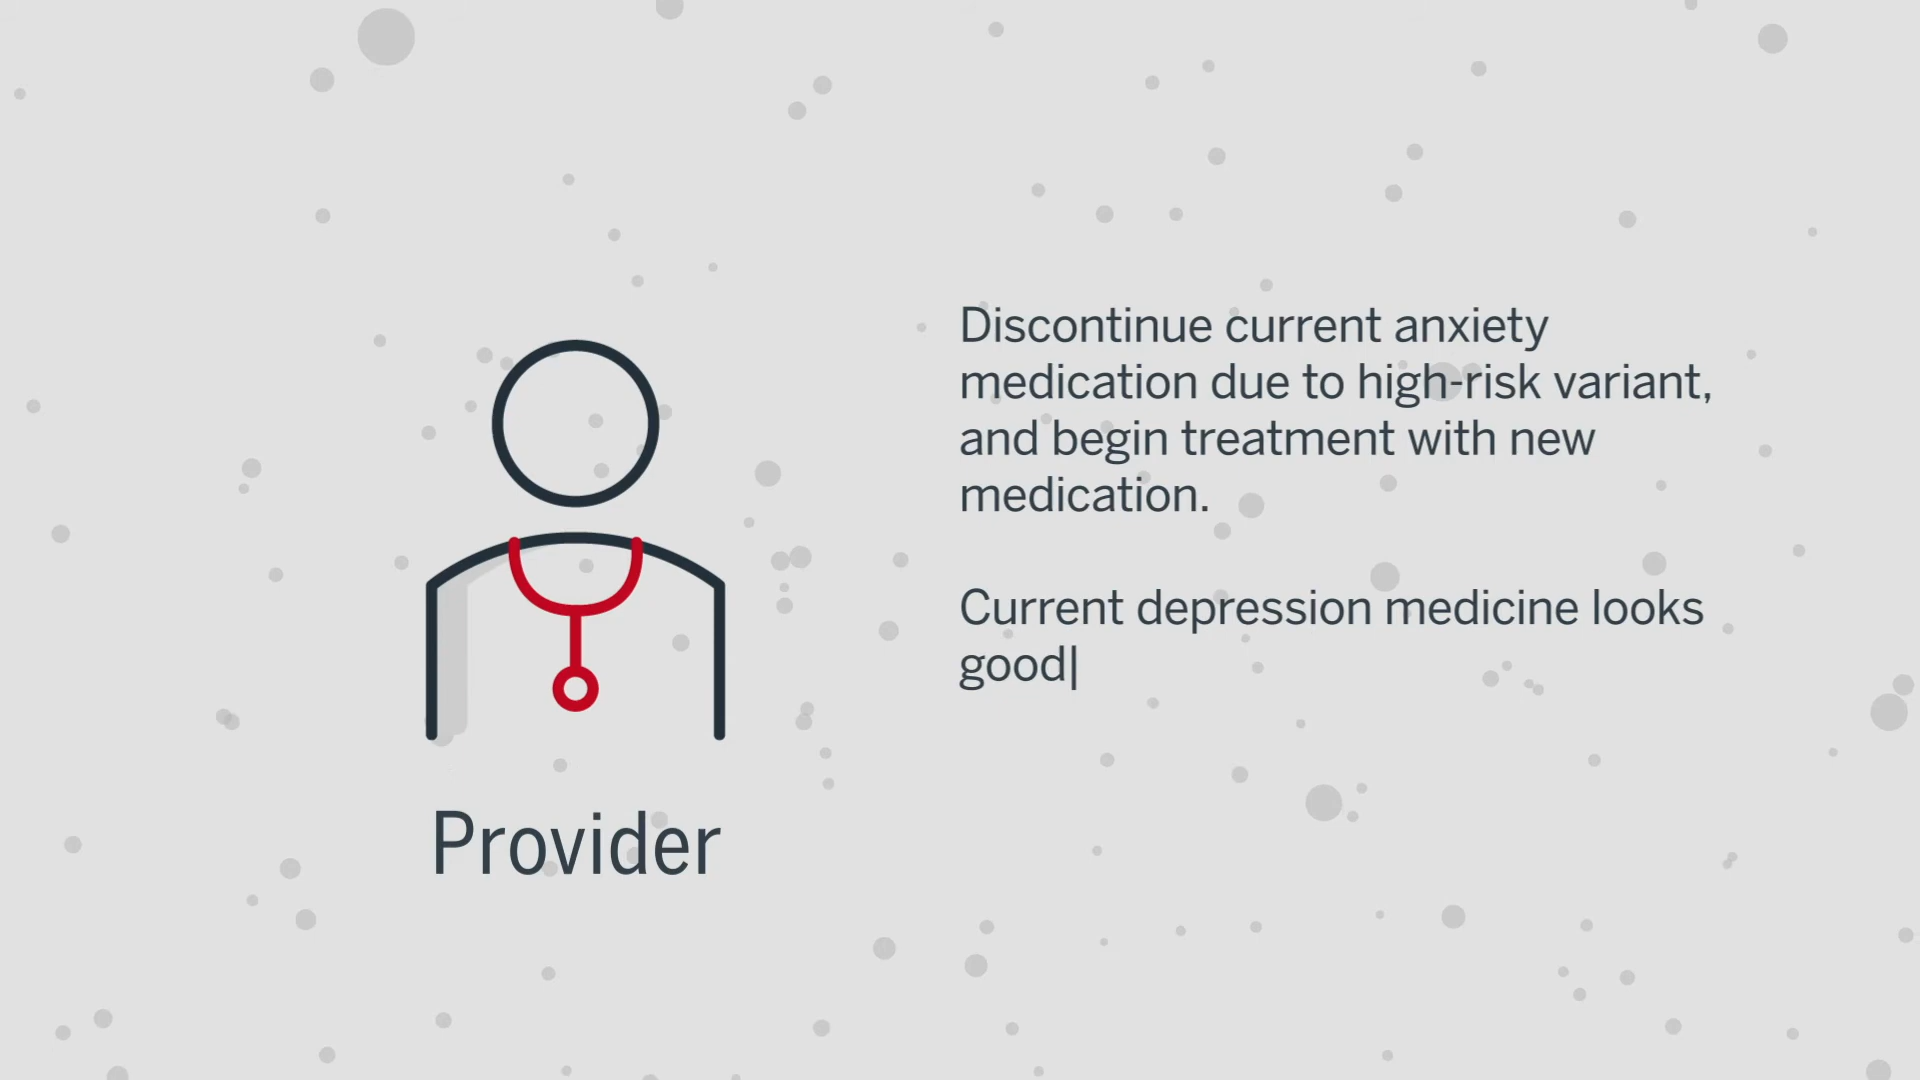 Discontinue current anxiety
medication due to high-risk variant,
and begin treatment with new
medication.
Current depression medicine looks
good|
Provider